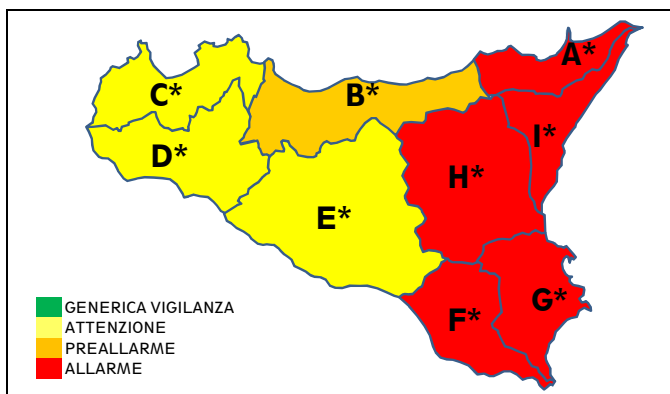 A*
C*
B*
I*
D*
H*
E*
G*
F*
GENERICA VIGILANZA
ATTENZIONE
PREALLARME
ALLARME